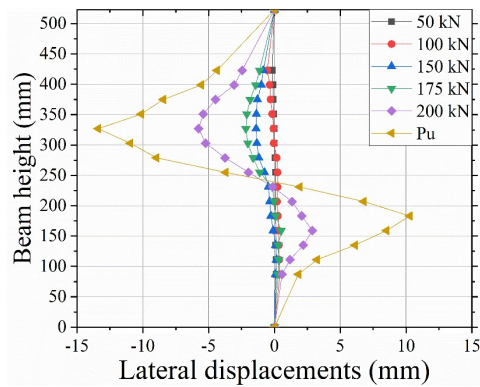 50 kN
100 kN
150 kN
175 kN
200 kN
Pu
500
450
400
350
300
250
200
150
100
50
0
Beam height (mm)
-15 -10 -5 0 5 10 15
Lateral displacements (mm)